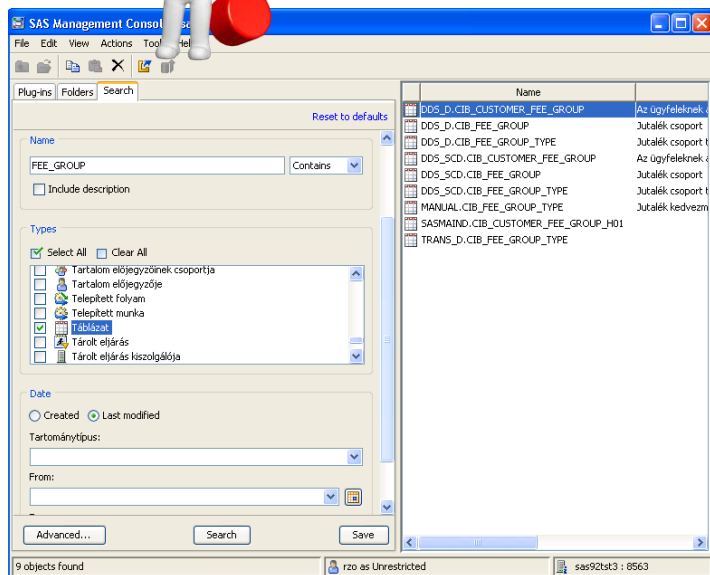 SAS Management Consol
File Edit View Actions Tool Hel
Plug-ins Folders Search
Reset to defaults
Name
FEE_GROUP Contains
Include description
Types
Select All Clear All
Tartalom előjegyzőinek csoportja
Tartalom előjegyzője
Telepített folyam
Telepített munka
Táblázat
Tárolt eljárás
Tárolt eljárás kiszolgálója
Date
Created Last modified
Tartománytípus:
From:
Advanced... Search Save
Name
DDS_D.CIB_CUSTOMER_FEE_GROUP Az ügyfeleknek a
DDS_D.CIB_FEE_GROUP Jutalék csoport
DDS_D.CIB_FEE_GROUP_TYPE Jutalék csoport t
DDS_SCD.CIB_CUSTOMER_FEE_GROUP Az ügyfeleknek a
DDS_SCD.CIB_FEE_GROUP Jutalék csoport
DDS_SCD.CIB_FEE_GROUP_TYPE Jutalék csoport t
MANUAL.CIB_FEE_GROUP_TYPE Jutalék kedvezm
SASMAIND.CIB_CUSTOMER_FEE_GROUP_H01
TRANS_D.CIB_FEE_GROUP_TYPE
9 objects found rzo as Unrestricted sas92tst3 : 8563